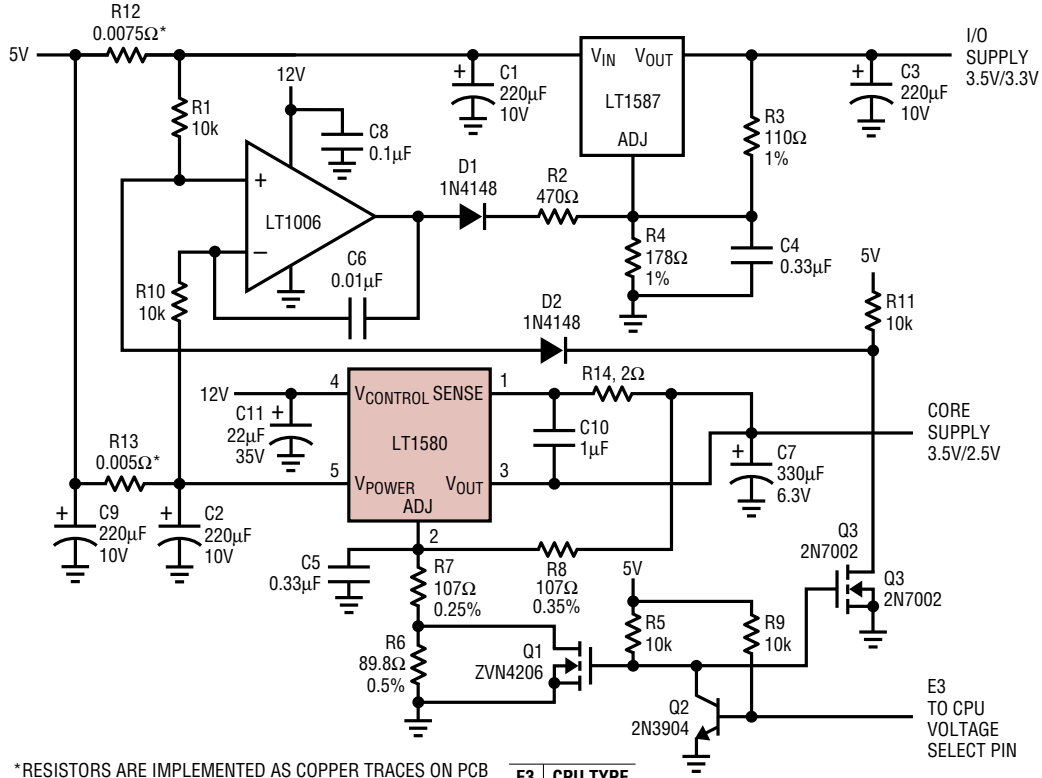 R12
0.0075Ω*
5V
12V
R1
10k
C8
0.1µF
+
C1
220µF
10V
VIN VOUT
LT1587
ADJ
I/O
SUPPLY
3.5V/3.3V
+
C3
220µF
10V
R3
110Ω
1%
+
LT1006
–
D1
1N4148
R2
470Ω
R4
178Ω
1%
C4
0.33µF
C6
0.01µF
R10
10k
5V
R11
10k
D2
1N4148
12V
+
C11
22µF
35V
4
VCONTROL SENSE
1
LT1580
5
VPOWER VOUT
3
ADJ
2
R14, 2Ω
C10
1µF
CORE
SUPPLY
3.5V/2.5V
+
C7
330µF
6.3V
R13
0.005Ω*
+
C9
220µF
10V
+
C2
220µF
10V
C5
0.33µF
R7
107Ω
0.25%
R8
107Ω
0.35%
R6
89.8Ω
0.5%
Q1
ZVN4206
5V
R5
10k
R9
10k
Q3
2N7002
Q3
2N7002
Q2
2N3904
E3
TO CPU
VOLTAGE
SELECT PIN
*RESISTORS ARE IMPLEMENTED AS COPPER TRACES ON PCB
E3 CPU TYPE